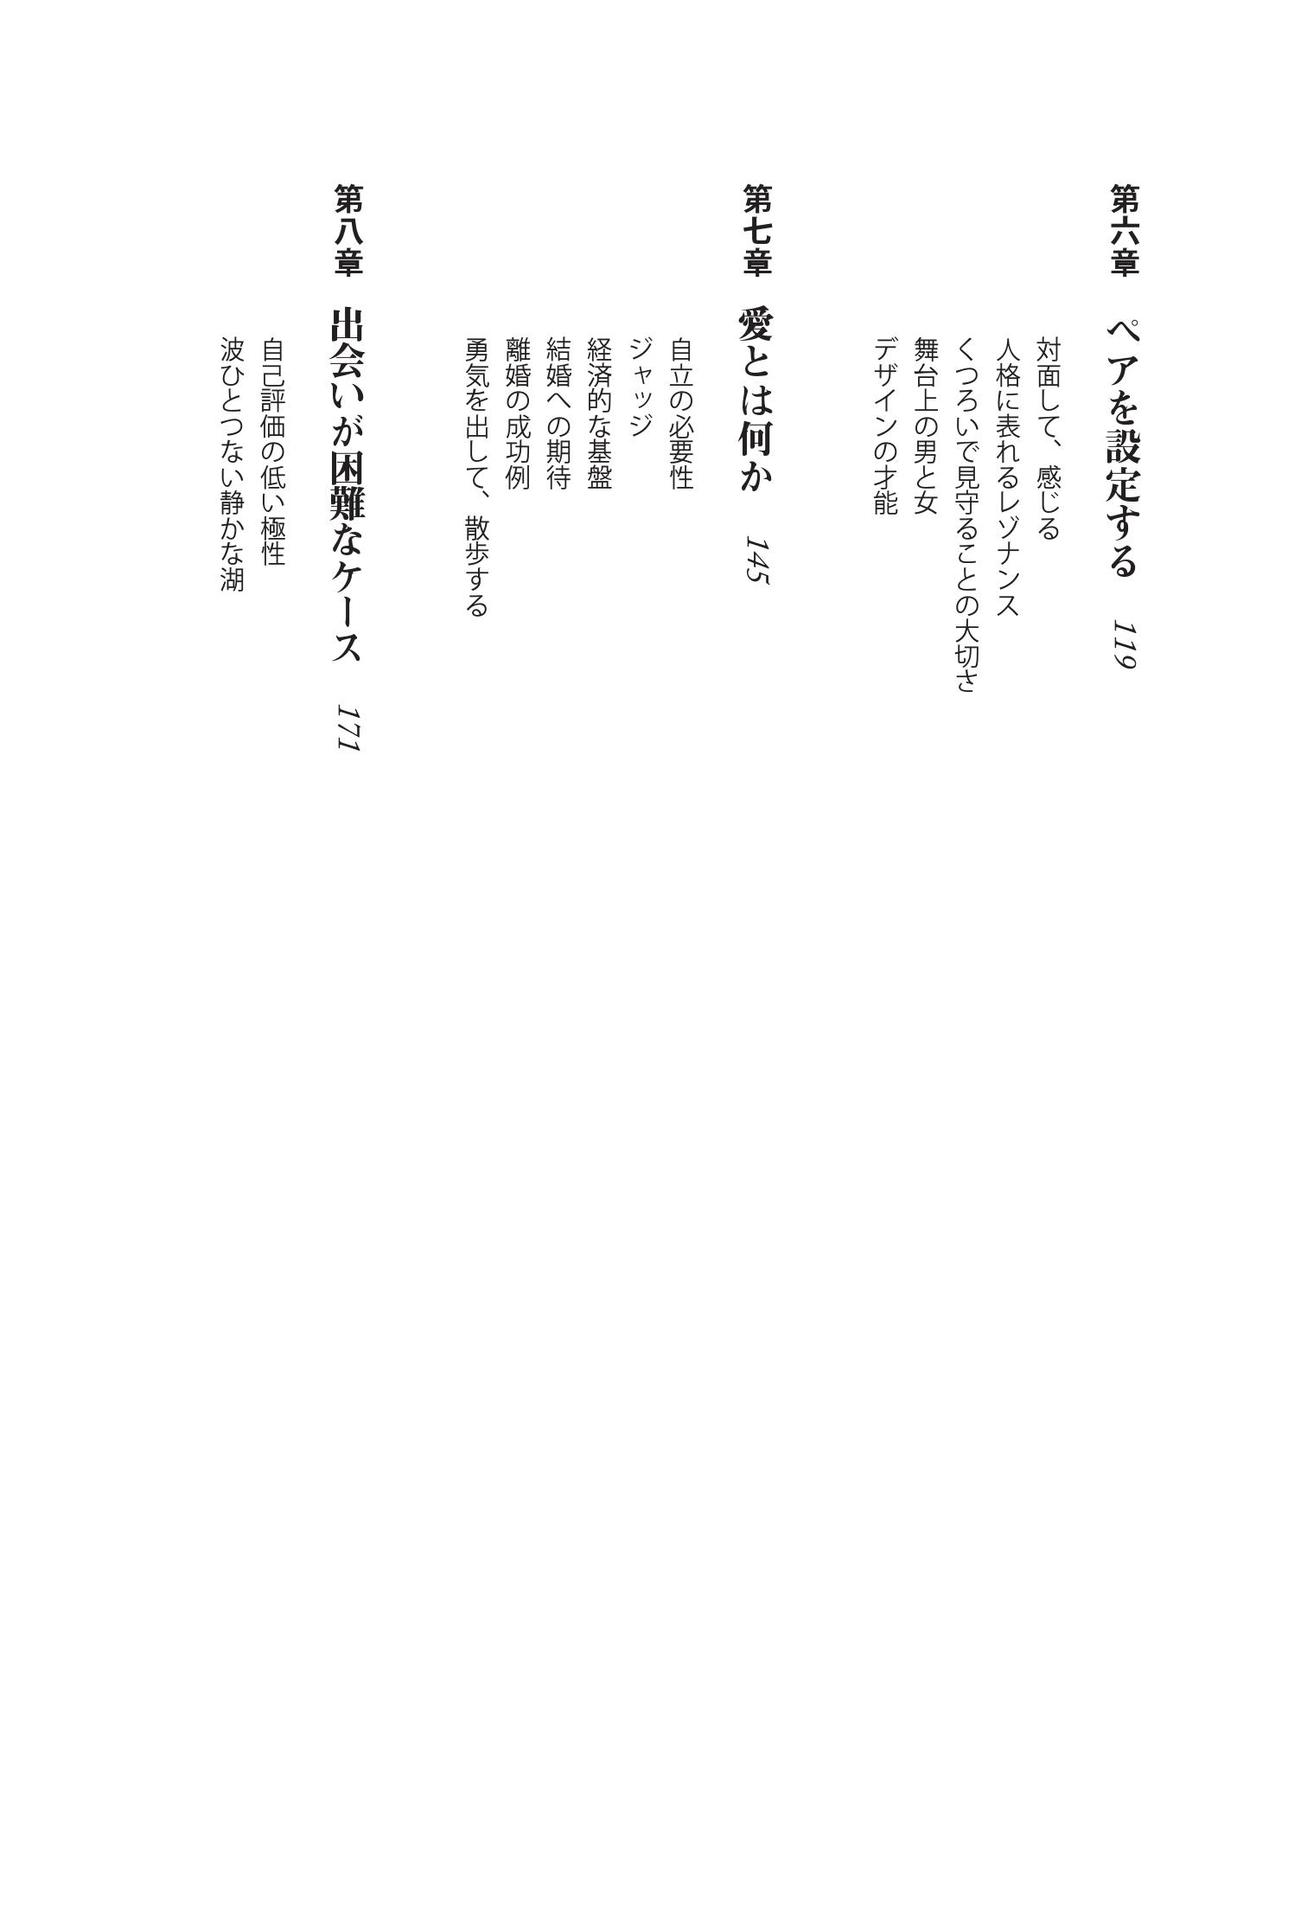 第六章 ペアを設定する 119
対面して、感じる
人格に表れるレゾナンス
くつろいで見守ることの大切さ
舞台上の男と女
デザインの才能
第七章 愛とは何か 145
自立の必要性
ジャッジ
経済的な基盤
結婚への期待
離婚の成功例
勇気を出して、散歩する
第八章 出会いが困難なケース 171
自己評価の低い極性
波ひとつない静かな湖